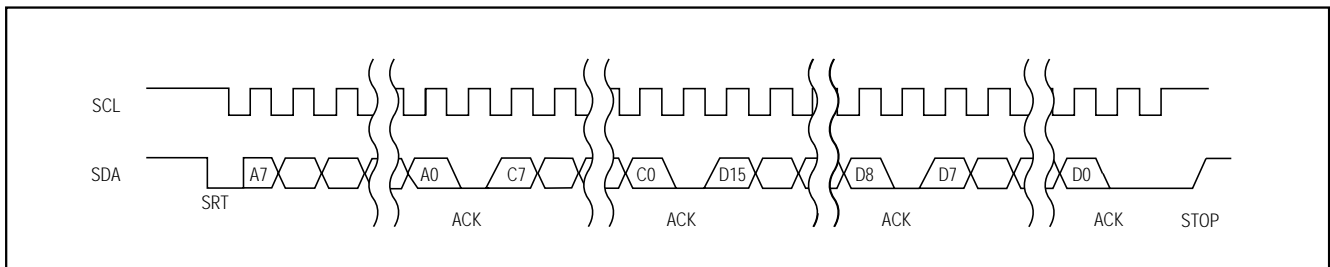 SCL
SDA A7 A0 C7 C0 D15 D8 D7 D0
SRT ACK ACK ACK ACK STOP